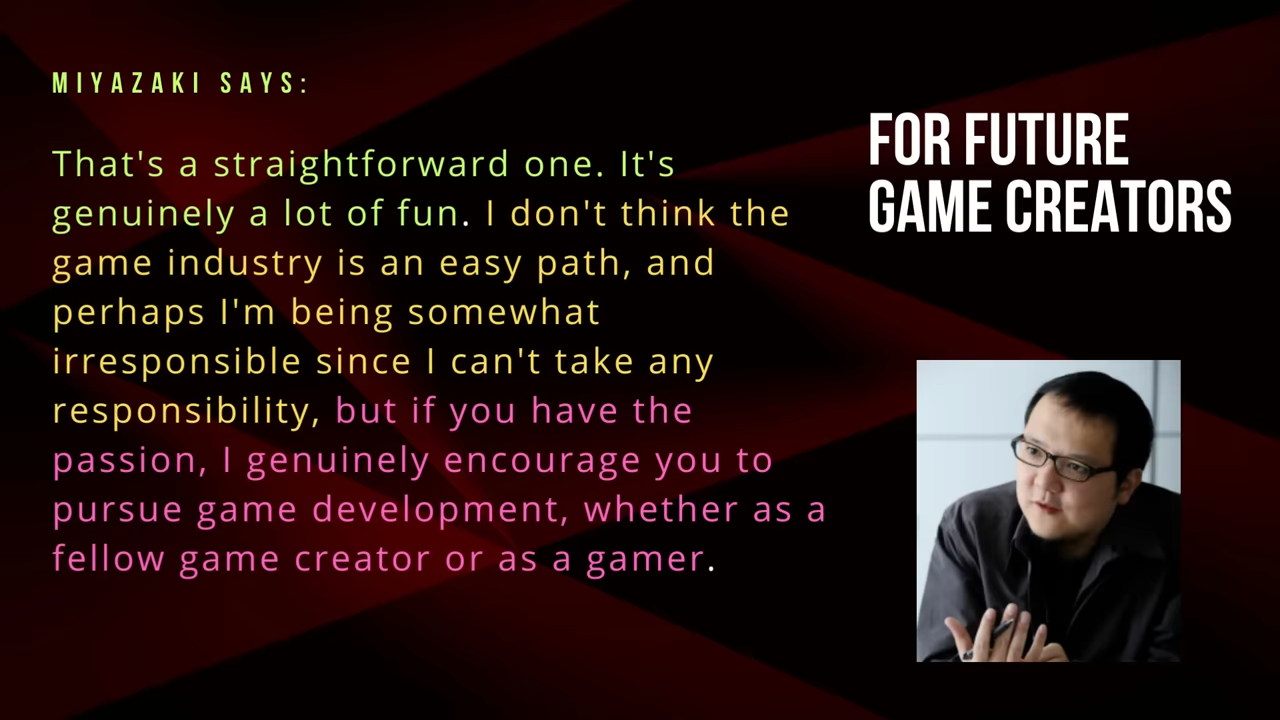 MIYAZAKI SAYS:
That's a straightforward one. It's
genuinely a lot of fun. I don't think the
game industry is an easy path, and
perhaps I'm being somewhat
irresponsible since I can't take any
responsibility, but if you have the
passion, I genuinely encourage you to
pursue game development, whether as a
fellow game creator or as a gamer.
FOR FUTURE
GAME CREATORS